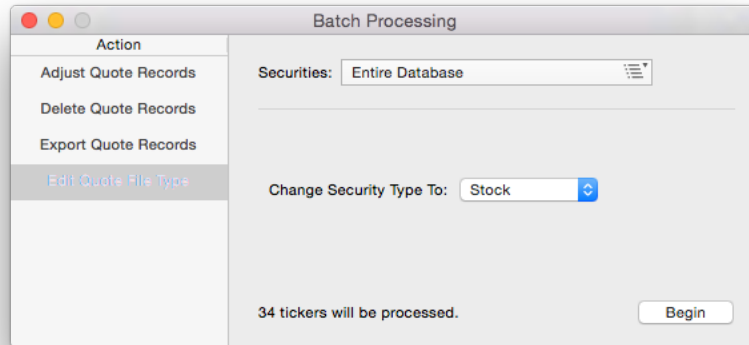 Batch Processing
Action
Adjust Quote Records
Delete Quote Records
Export Quote Records
Edit Quote File Type
Securities: Entire Database
Change Security Type To: Stock
34 tickers will be processed.
Begin